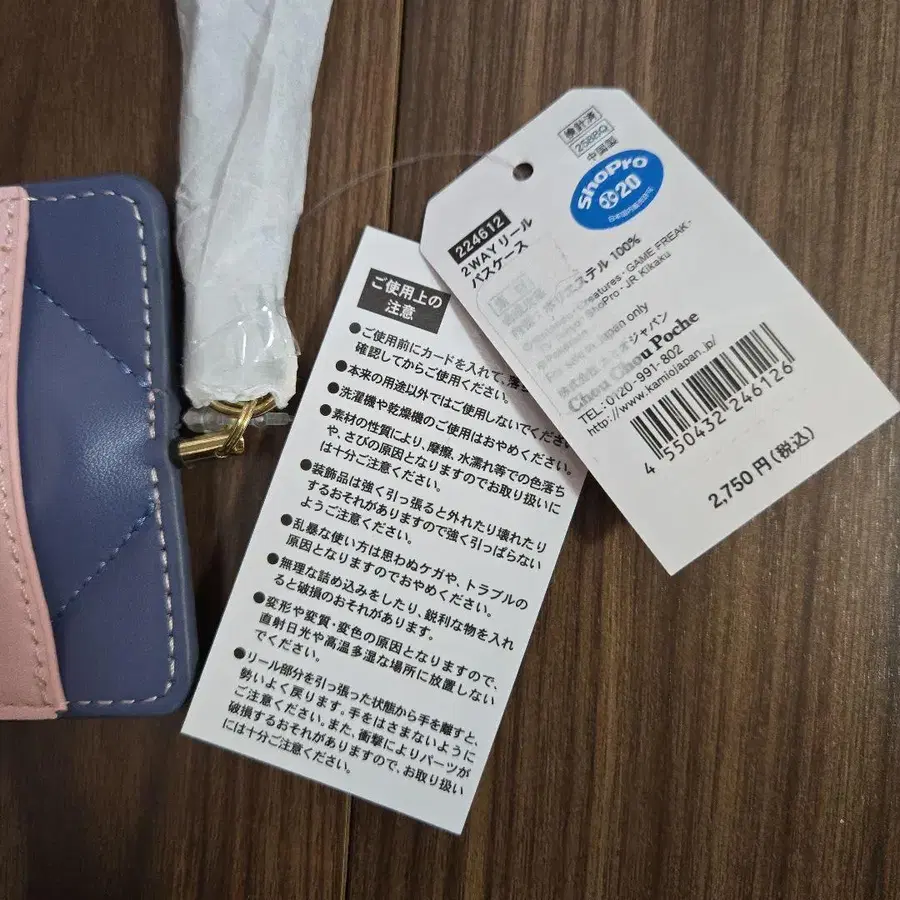 ご使用上の
注意
●ご使用前にカードを入れて、
確認してからご使用ください。
●本来の用途以外ではご使用しないでください。
●洗濯機や乾燥機のご使用はおやめください。
●素材の性質により、摩擦、水濡れ等での色落ち
や、さびの原因となりますのでお取り扱いに
は十分ご注意ください。
●装飾品は強く引っ張ると外れたり壊れたり
するおそれがありますので強く引っぱらない
ようご注意ください。
●乱暴な使い方は思わぬケガや、トラブルの
原因となりますのでおやめください。
●無理な詰め込みをしたり、鋭利な物を入れ
ると破損のおそれがあります。
●変形や変質・変色の原因となりますので、
直射日光や高温多湿な場所に放置しない
でください。
●リール部分を引っ張った状態から手を離すと、
勢いよく戻ります。手をはさまないように
ご注意ください。また、衝撃によりパーツが
破損するおそれがありますので、お取り扱い
には十分ご注意ください。
検計済
258BQ
中国製
ShoPro
小 20
224612
2WAYリール
パスケース
ポリエステル 100%
Creatures・GAME FREAK・
ShoPro・JR Kikaku
Japan only
ジャパン
Chou Chou Poche
TEL:0120-991-802
http://www.kamiojapan.jp/
4 550432 246126
2,750円(税込)